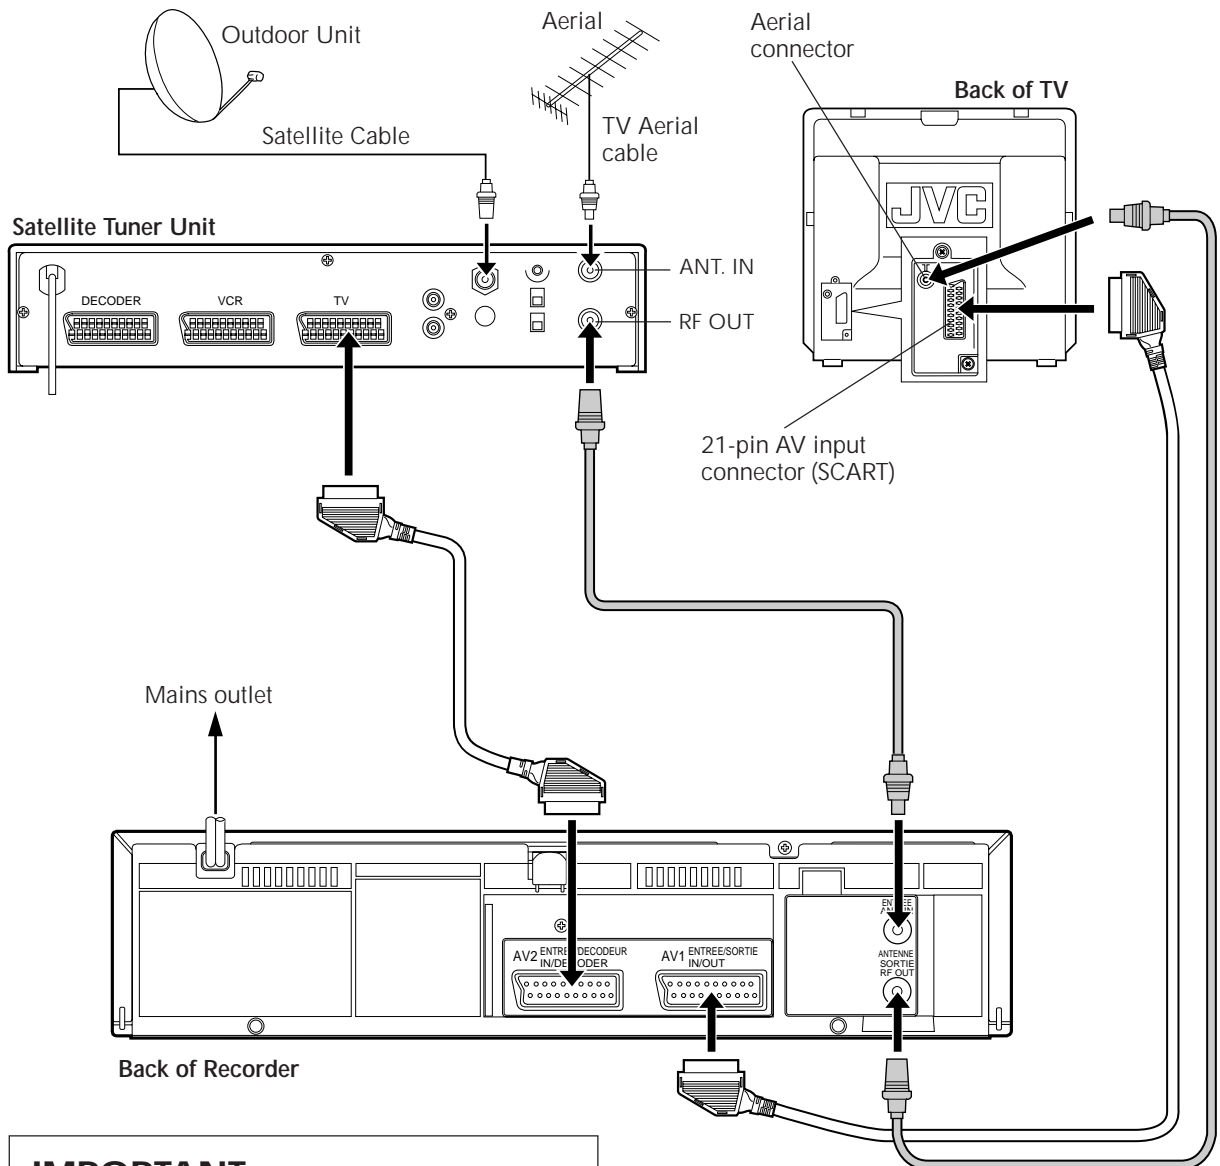 Outdoor Unit
Aerial
Aerial
connector
Back of TV
Satellite Cable
TV Aerial
cable
JVC
Satellite Tuner Unit
ANT. IN
DECODER
VCR
TV
RF OUT
21-pin AV input
connector (SCART)
Mains outlet
AV2
IN/DECODER
AV1 ENTREE/SORTIE
IN/OUT
ANTENNE
SORTIE
RF OUT
Back of Recorder
IMPORTANT